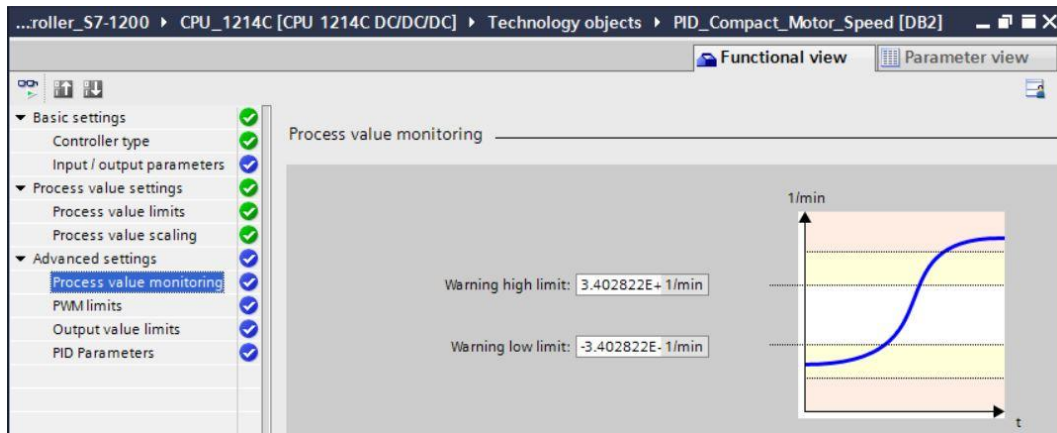 ...roller_S7-1200 ▸ CPU_1214C [CPU 1214C DC/DC/DC] ▸ Technology objects ▸ PID_Compact_Motor_Speed [DB2]
Functional view
Parameter view
Basic settings
Controller type
Input / output parameters
Process value settings
Process value limits
Process value scaling
Advanced settings
Process value monitoring
PWM limits
Output value limits
PID Parameters
Process value monitoring
Warning high limit: 3.402822E+ 1/min
Warning low limit: -3.402822E- 1/min
1/min
t